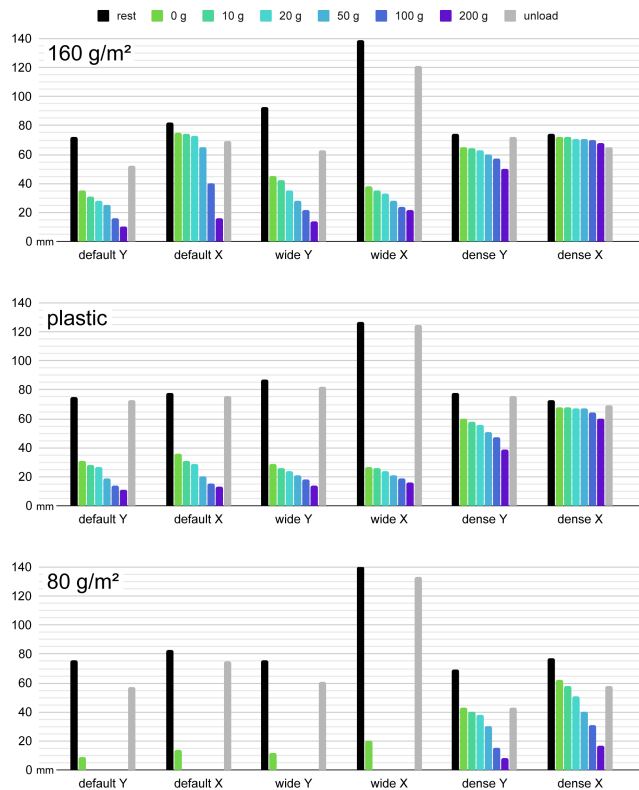 rest 0 g 10 g 20 g 50 g 100 g 200 g unload
160 g/m²
140
120
100
80
60
40
20
0 mm
default Y default X wide Y wide X dense Y dense X
plastic
140
120
100
80
60
40
20
0 mm
default Y default X wide Y wide X dense Y dense X
80 g/m²
140
120
100
80
60
40
20
0 mm
default Y default X wide Y wide X dense Y dense X